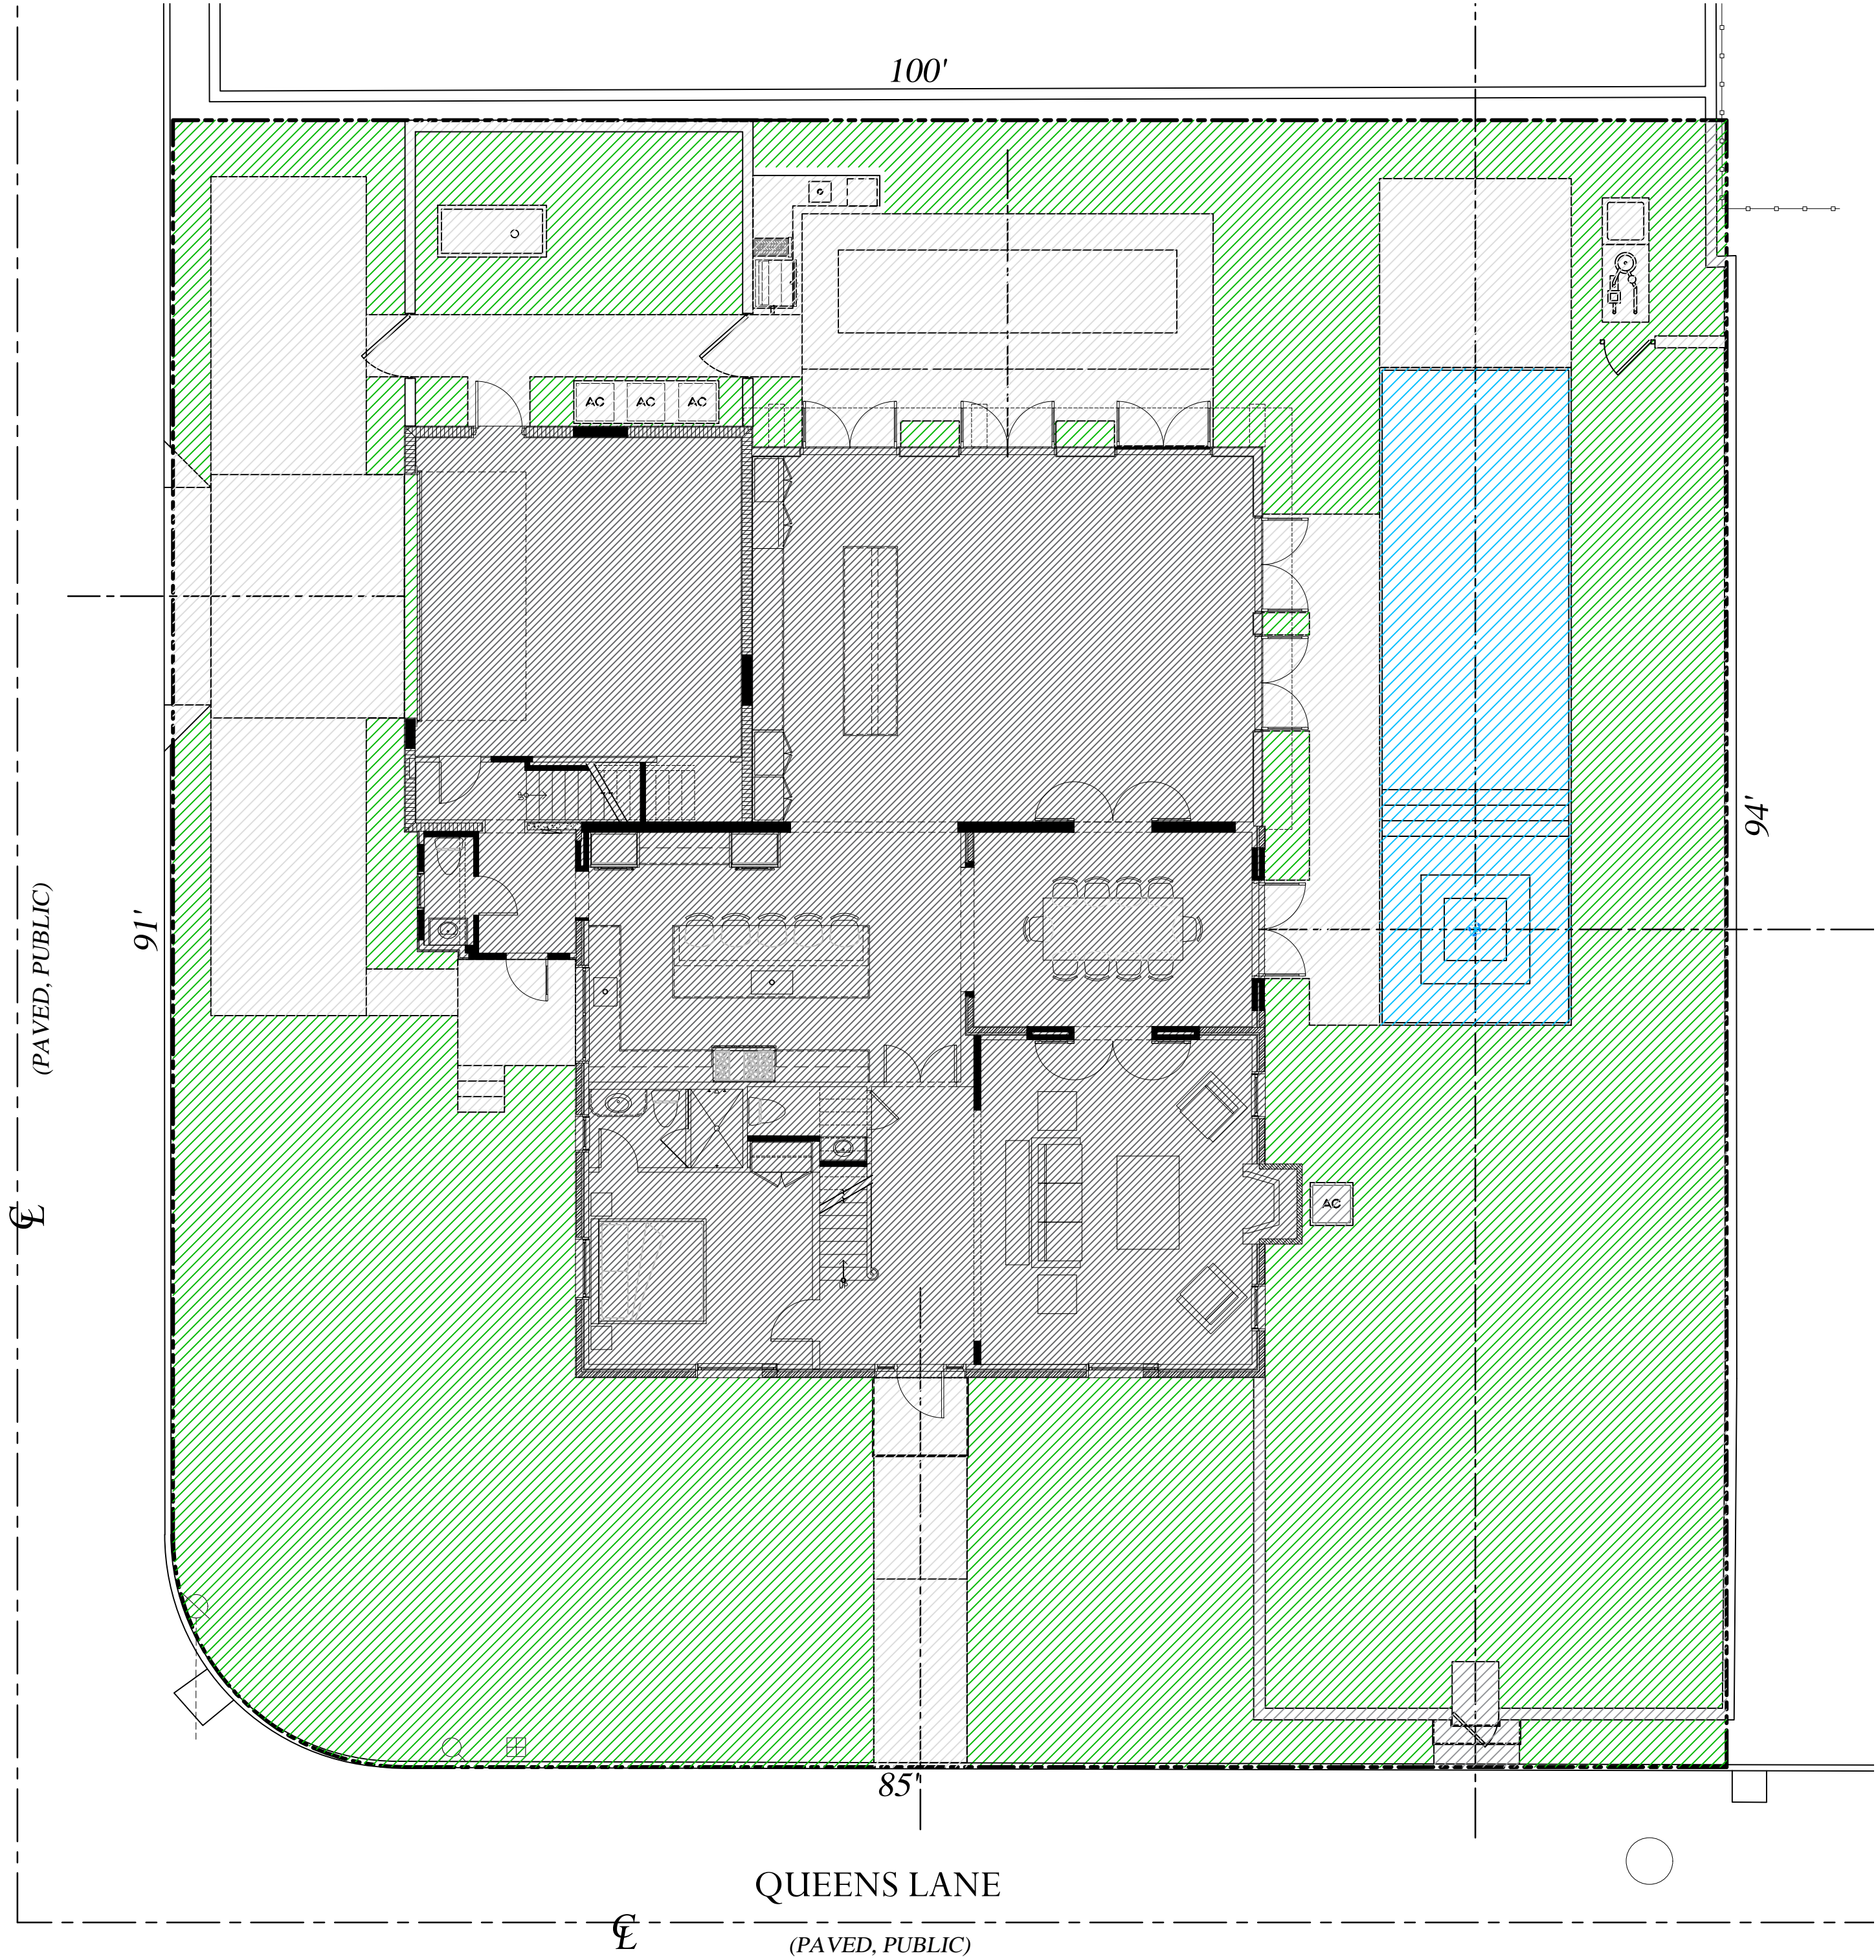 100'
AC AC AC
94'
91'
(PAVED, PUBLIC)
AC
℄
85'
QUEENS LANE
℄
(PAVED, PUBLIC)